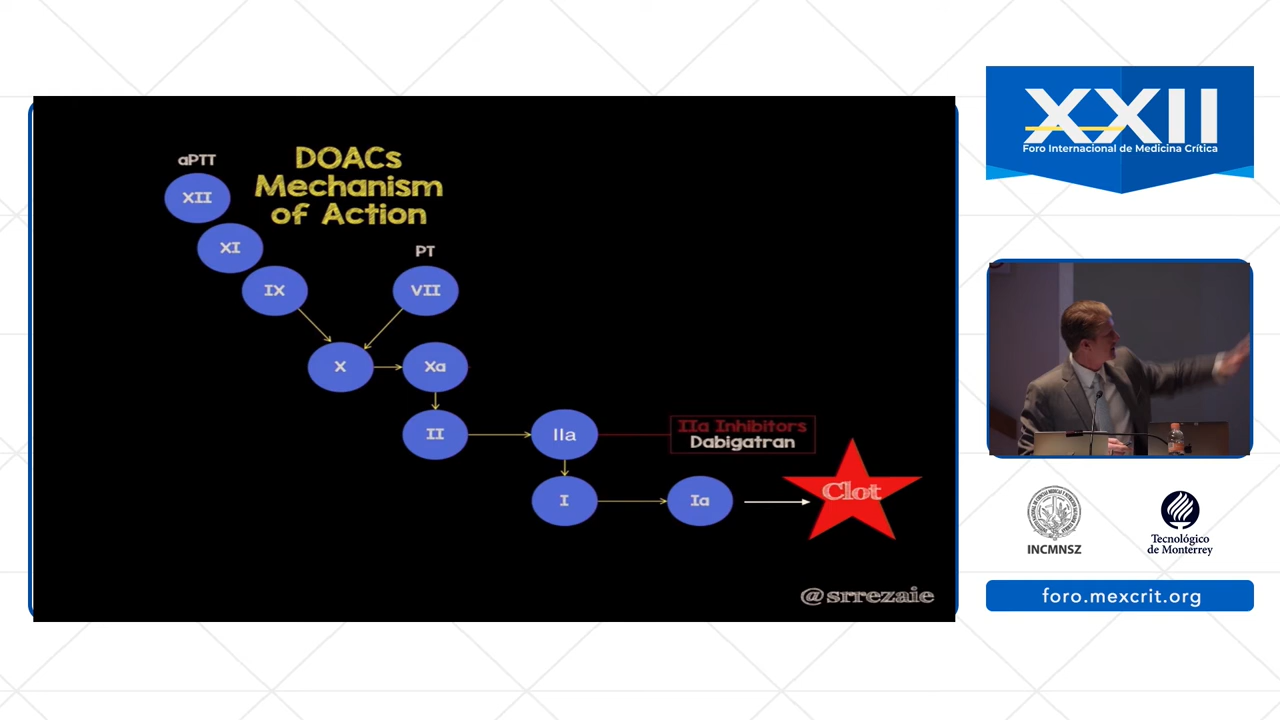 aPTT
DOACs
Mechanism
of Action
XII
XI
PT
IX
VII
X
Xa
II
IIa
IIa Inhibitors
Dabigatran
I
Ia
Clot
@srrezaie
XXII
Foro Internacional de Medicina Crítica
INCMNSZ
Tecnológico
de Monterrey
foro.mexcrit.org